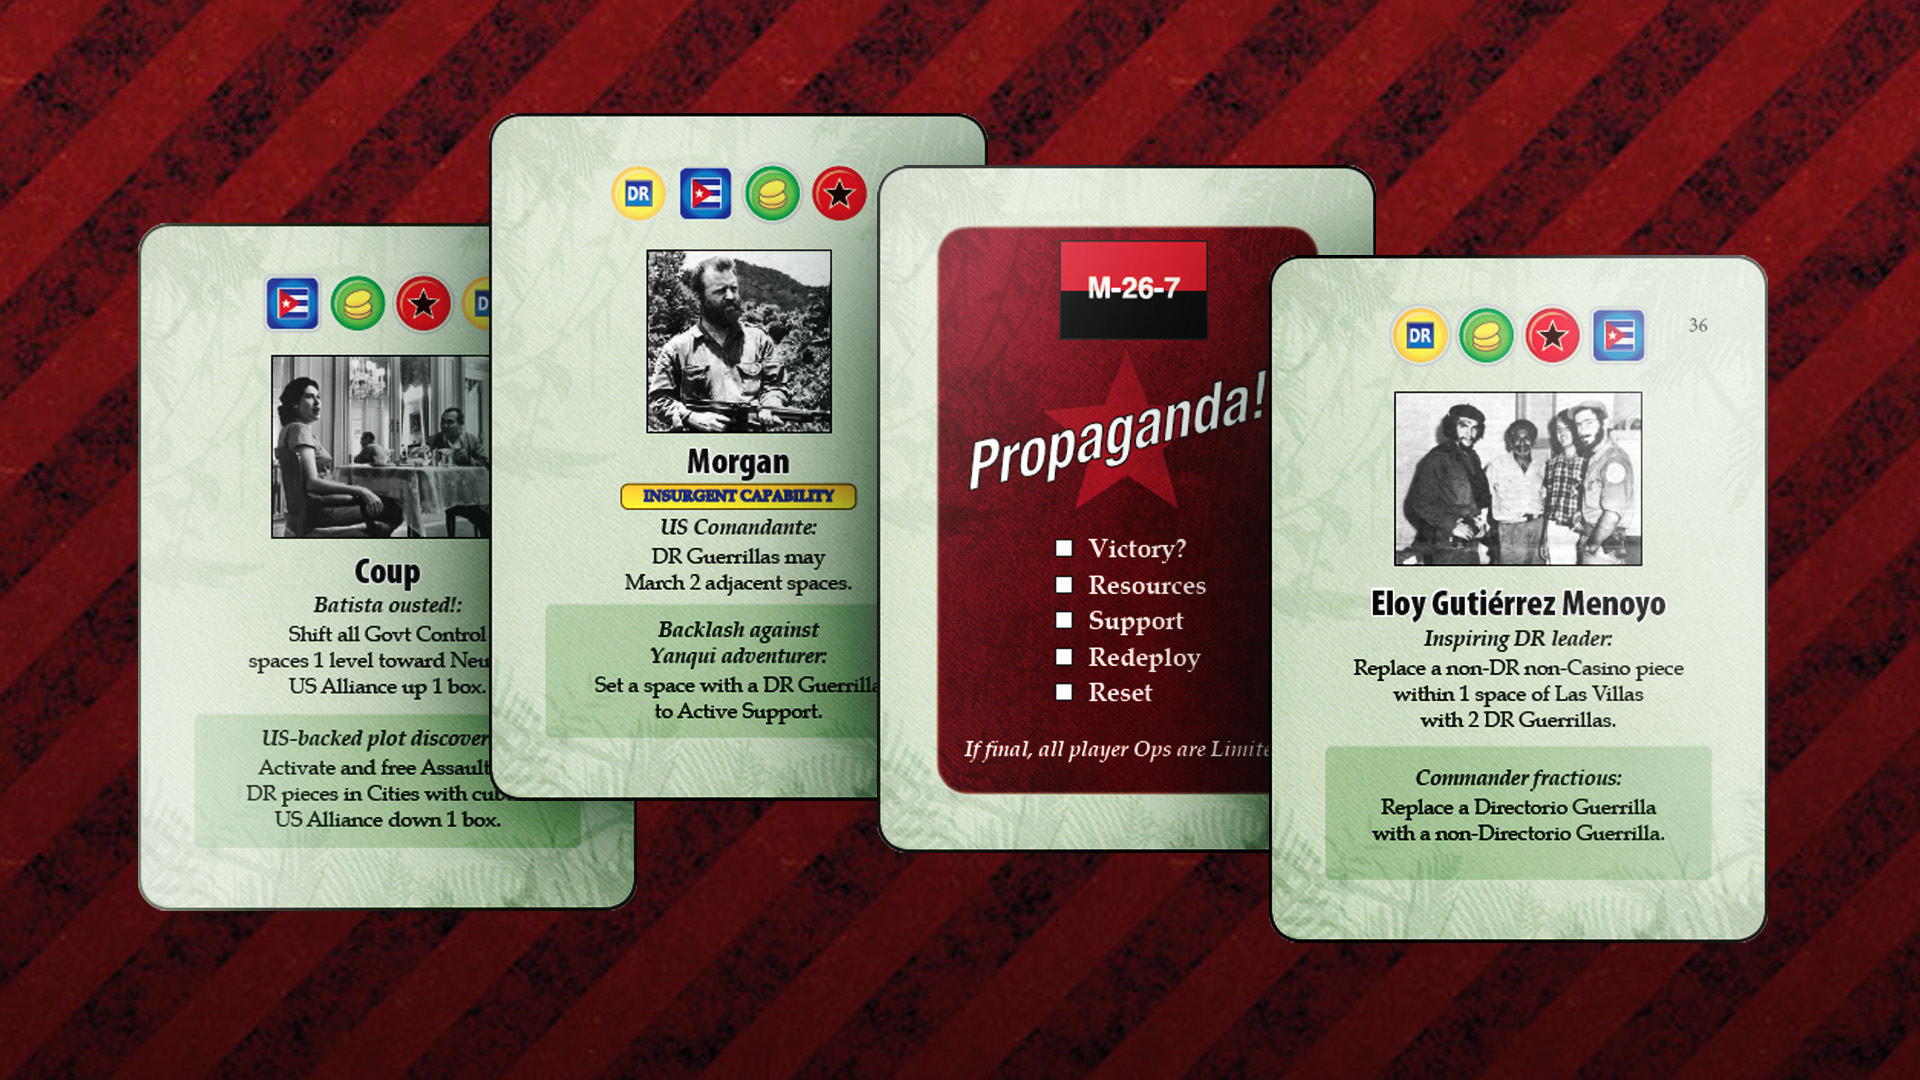 Coup
Batista ousted!:
Shift all Govt Control
spaces 1 level toward
US Alliance up 1 box.
US-backed plot
Activate and free Assault
DR pieces in Cities with
US Alliance down 1 box.
DR
Morgan
INSURGENT CAPABILITY
US Comandante:
DR Guerrillas may
March 2 adjacent spaces.
Backlash against
Yanqui adventurer:
Set a space with a DR Guerrilla
to Active Support.
M-26-7
Propaganda!
Victory?
Resources
Support
Redeploy
Reset
If final, all player Ops are
DR
36
Eloy Gutiérrez Menoyo
Inspiring DR leader:
Replace a non-DR non-Casino piece
within 1 space of Las Villas
with 2 DR Guerrillas.
Commander fractious:
Replace a Directorio Guerrilla
with a non-Directorio Guerrilla.